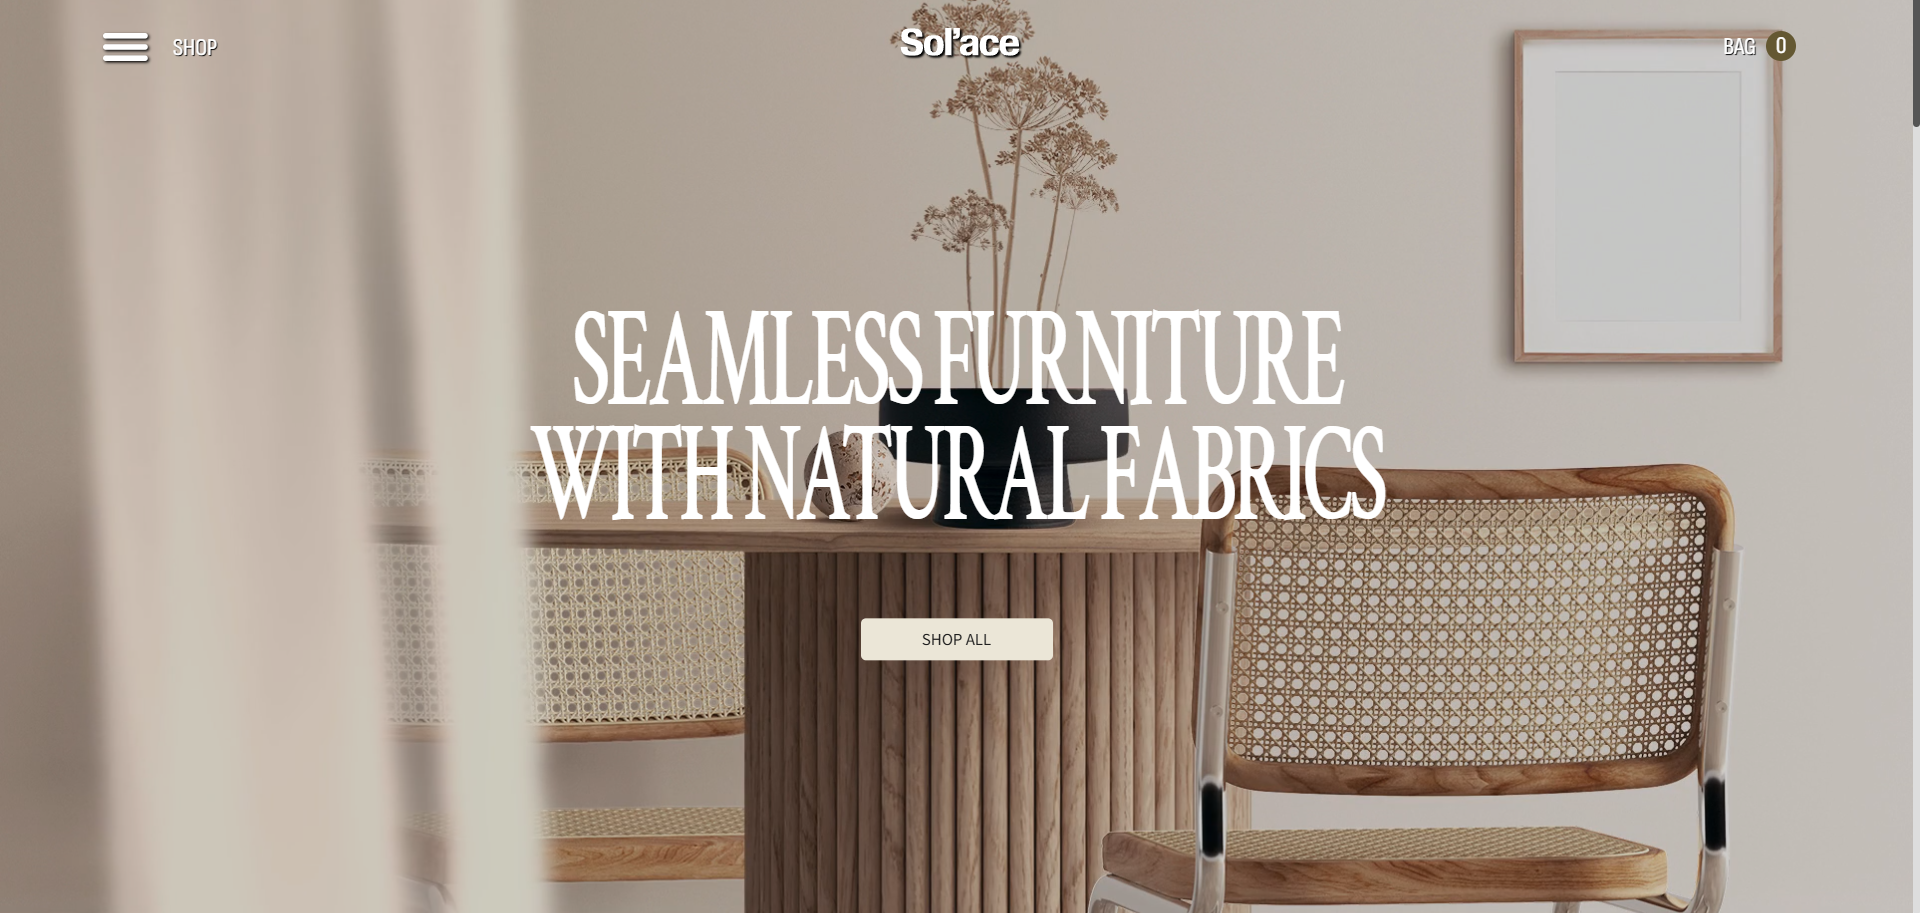 SHOP
Sol'ace
BAG 0
SEAMLESS FURNITURE
WITH NATURAL FABRICS
SHOP ALL